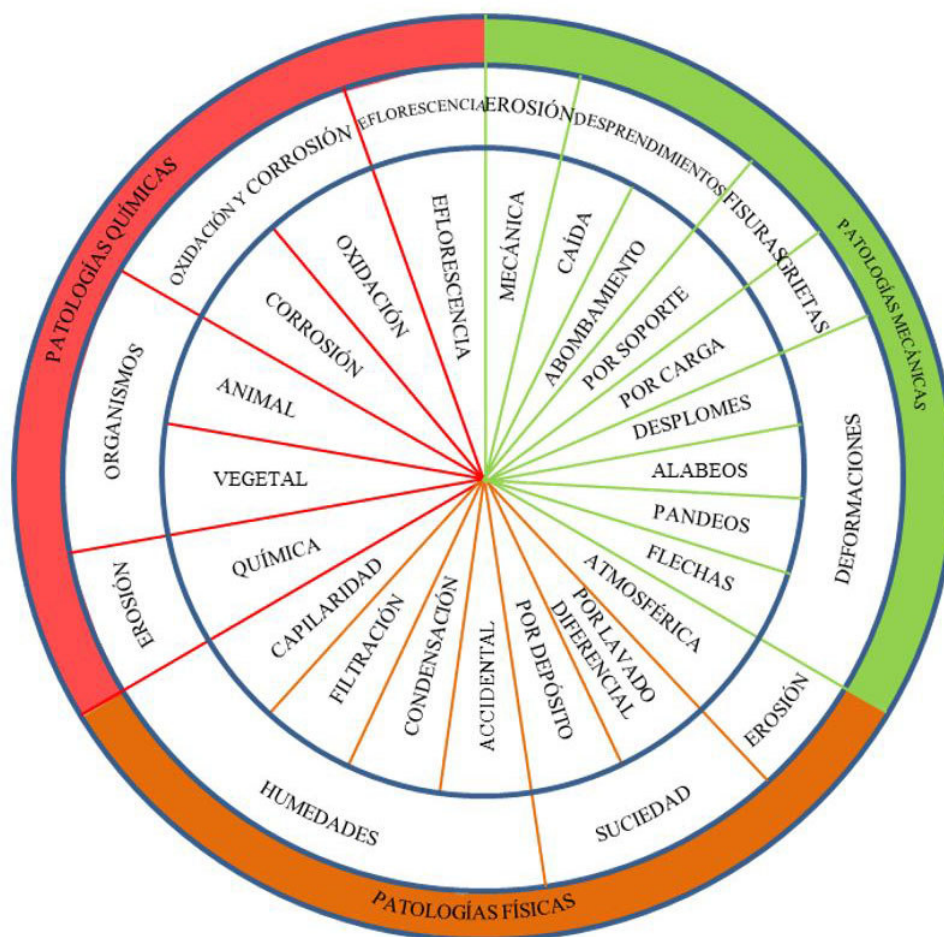 PATOLOGÍAS QUÍMICAS
PATOLOGÍAS MECÁNICAS
PATOLOGÍAS FÍSICAS
EFLORESCENCIA
EROSIÓN
DESPRENDIMIENTOS
FISURAS
GRIETAS
DEFORMACIONES
EROSIÓN
SUCIEDAD
HUMEDADES
EROSIÓN
ORGANISMOS
OXIDACIÓN Y CORROSIÓN
EFLORESCENCIA
MECÁNICA
CAÍDA
ABOMBAMIENTO
POR SOPORTE
POR CARGA
DESPLOMES
ALABEOS
PANDEOS
FLECHAS
ATMOSFÉRICA
POR LAVADO
DIFERENCIAL
POR DEPÓSITO
ACCIDENTAL
CONDENSACIÓN
FILTRACIÓN
CAPILARIDAD
QUÍMICA
VEGETAL
ANIMAL
CORROSIÓN
OXIDACIÓN